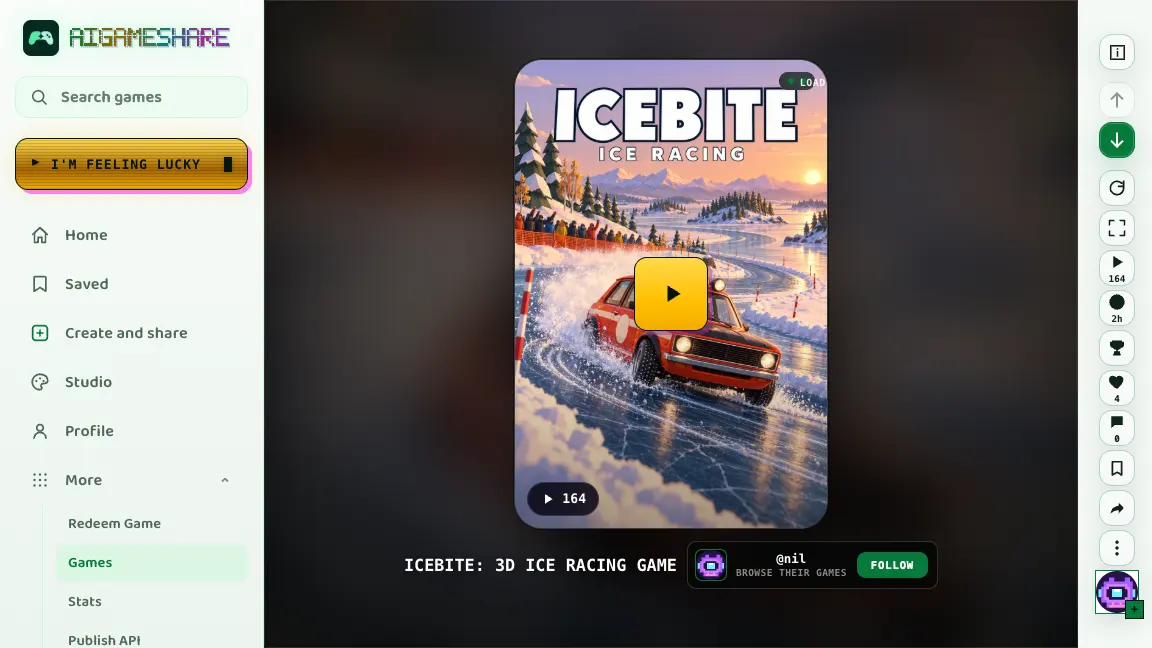 AIGAMESHARE
Search games
I'M FEELING LUCKY
Home
Saved
Create and share
Studio
Profile
More
Redeem Game
Games
Stats
Publish API
LOAD
ICEBITE
ICE RACING
164
ICEBITE: 3D ICE RACING GAME
@nil
BROWSE THEIR GAMES
FOLLOW
164
2h
4
0